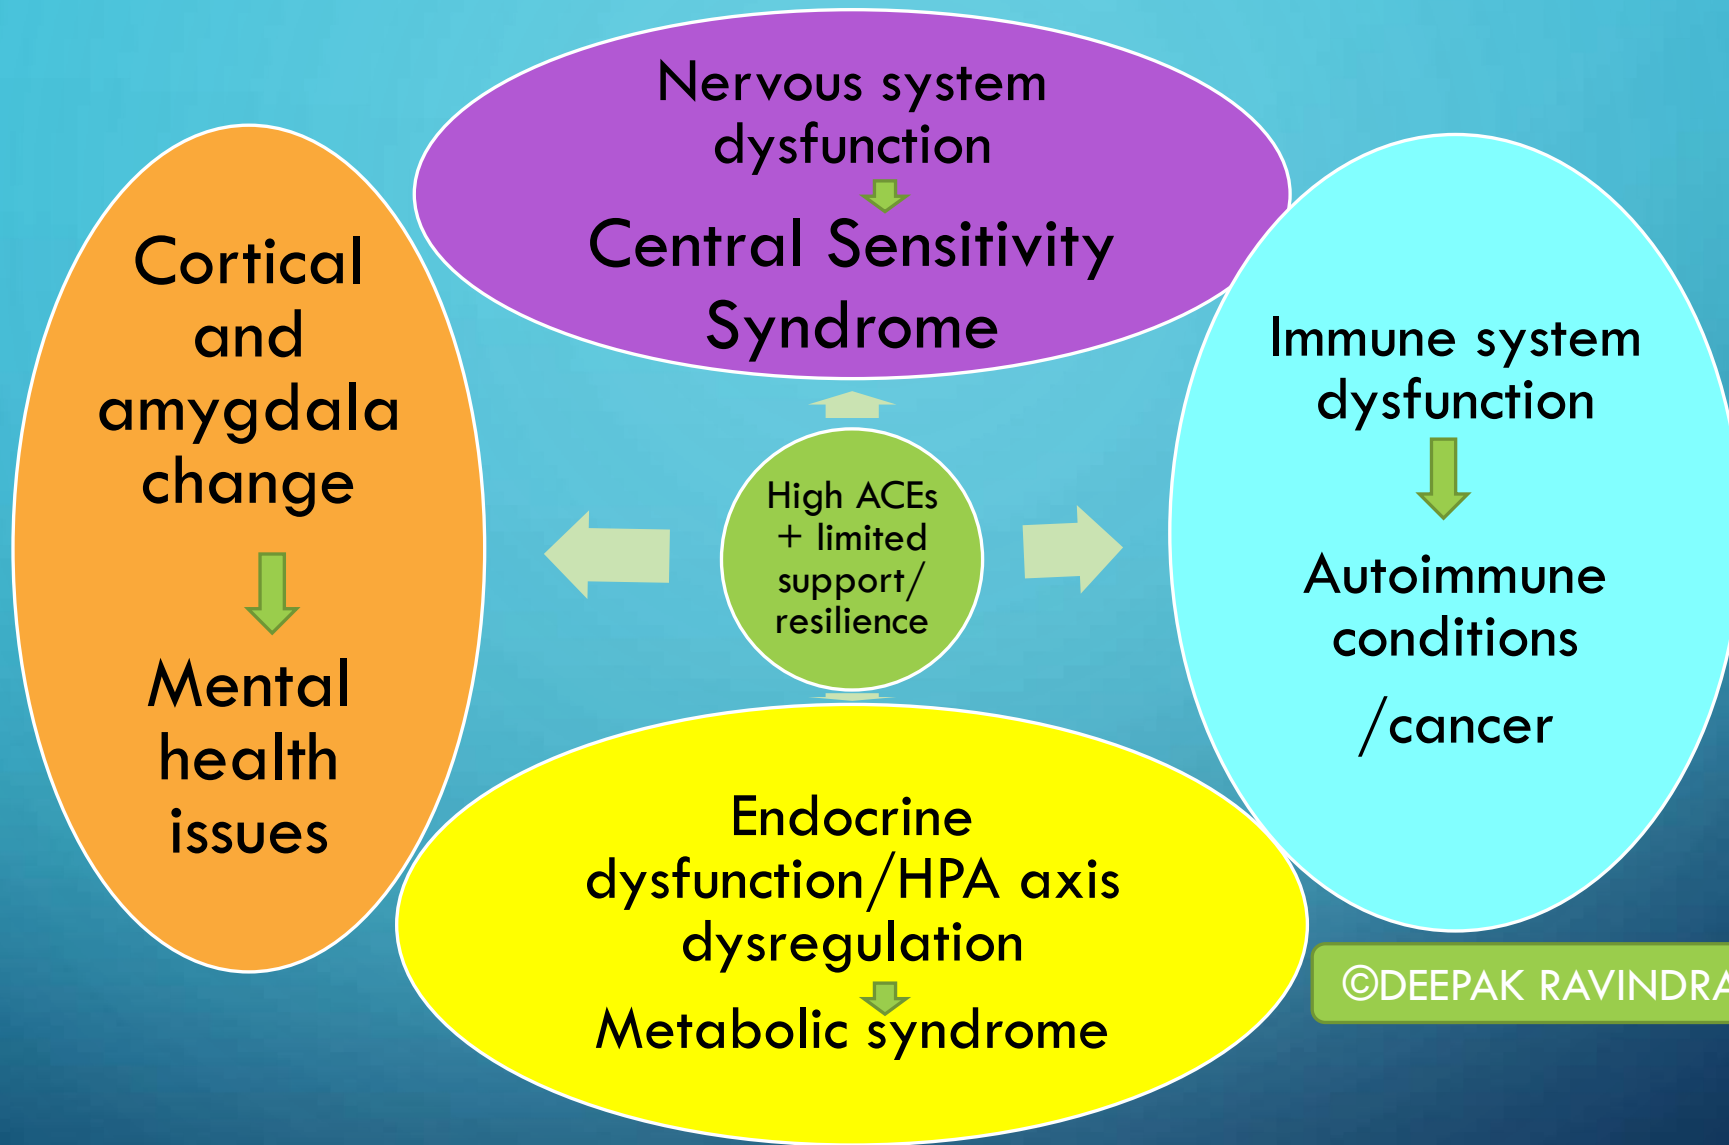 Nervous system
dysfunction
Central Sensitivity
Syndrome
Cortical
and
amygdala
change
Mental
health
issues
High ACEs
+ limited
support/
resilience
Immune system
dysfunction
Autoimmune
conditions
/cancer
Endocrine
dysfunction/HPA axis
dysregulation
Metabolic syndrome
©DEEPAK RAVINDRA